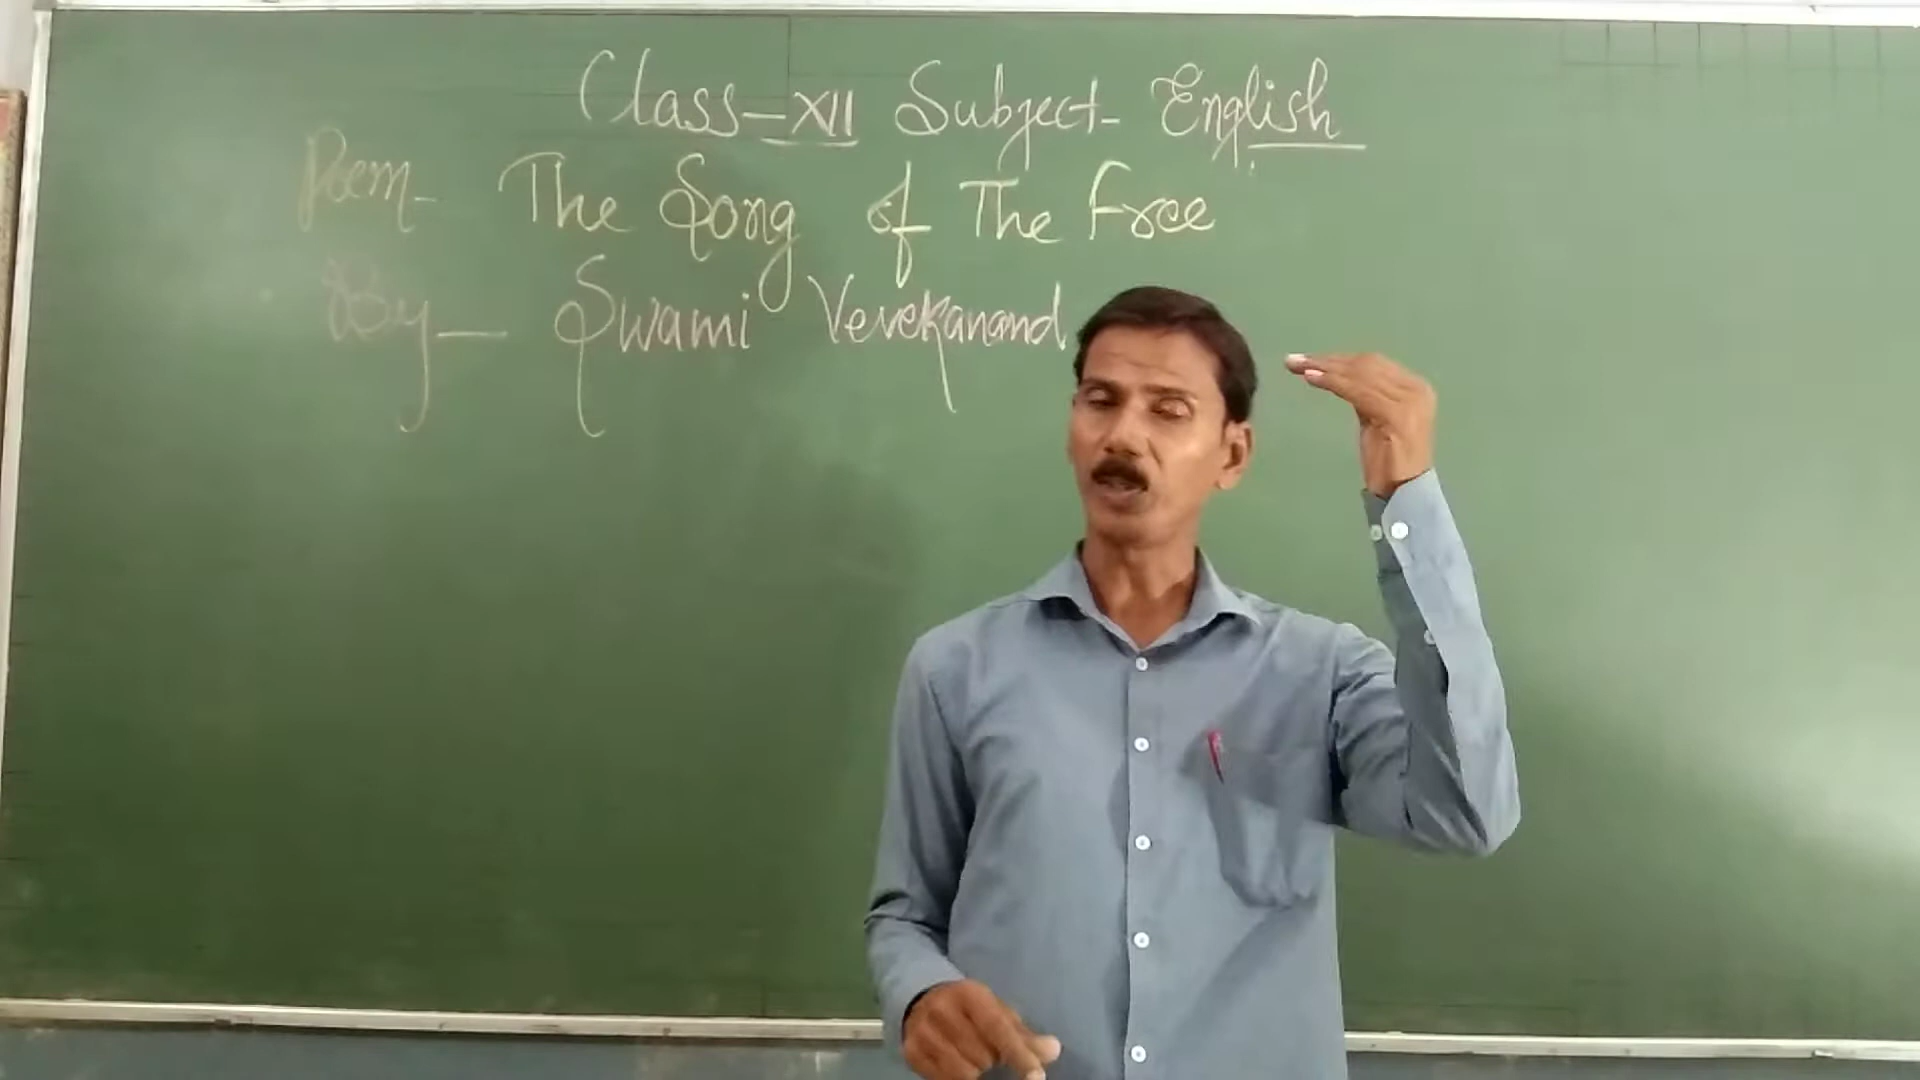 Class-XII Subject- English
Poem- The Song of The Free
By- Swami Vevekanand